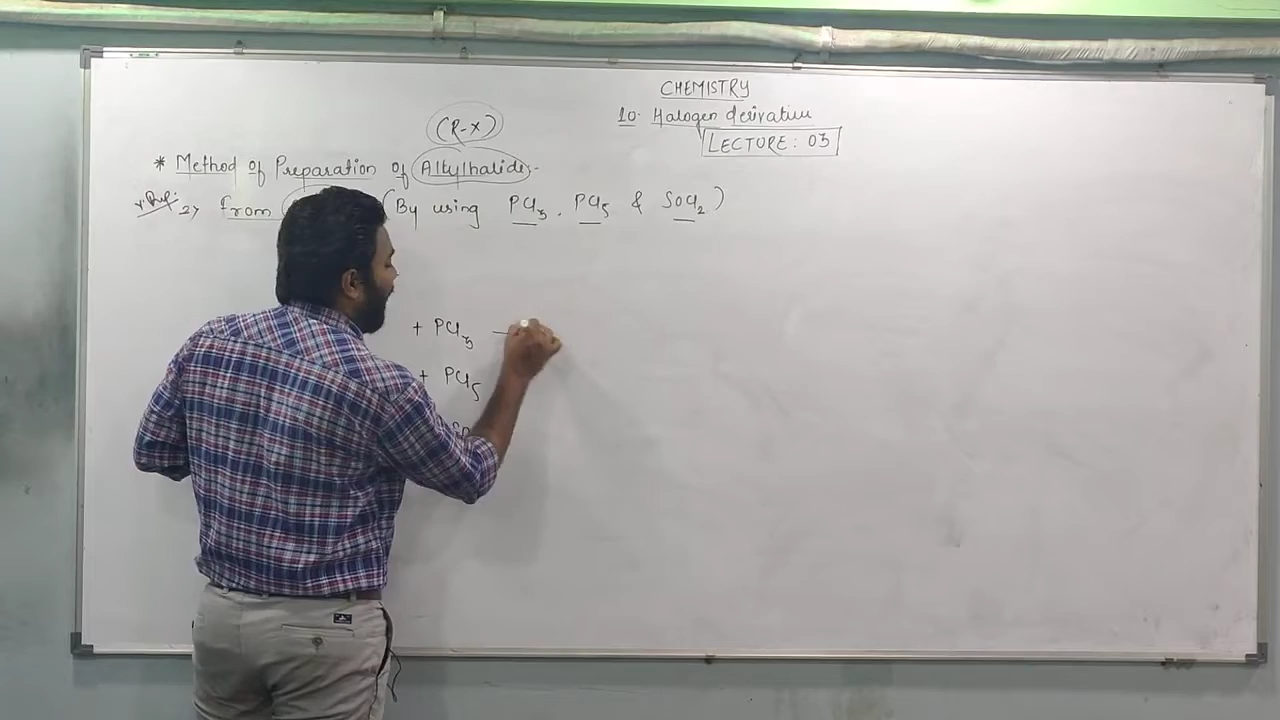 CHEMISTRY
10. Halogen derivative
LECTURE: 03
(R-X)
* Method of Preparation of Alkylhalide:-
2> from (By using PCl₃, PCl₅ & SOCl₂)
+ PCl₃ —
+ PCl₅